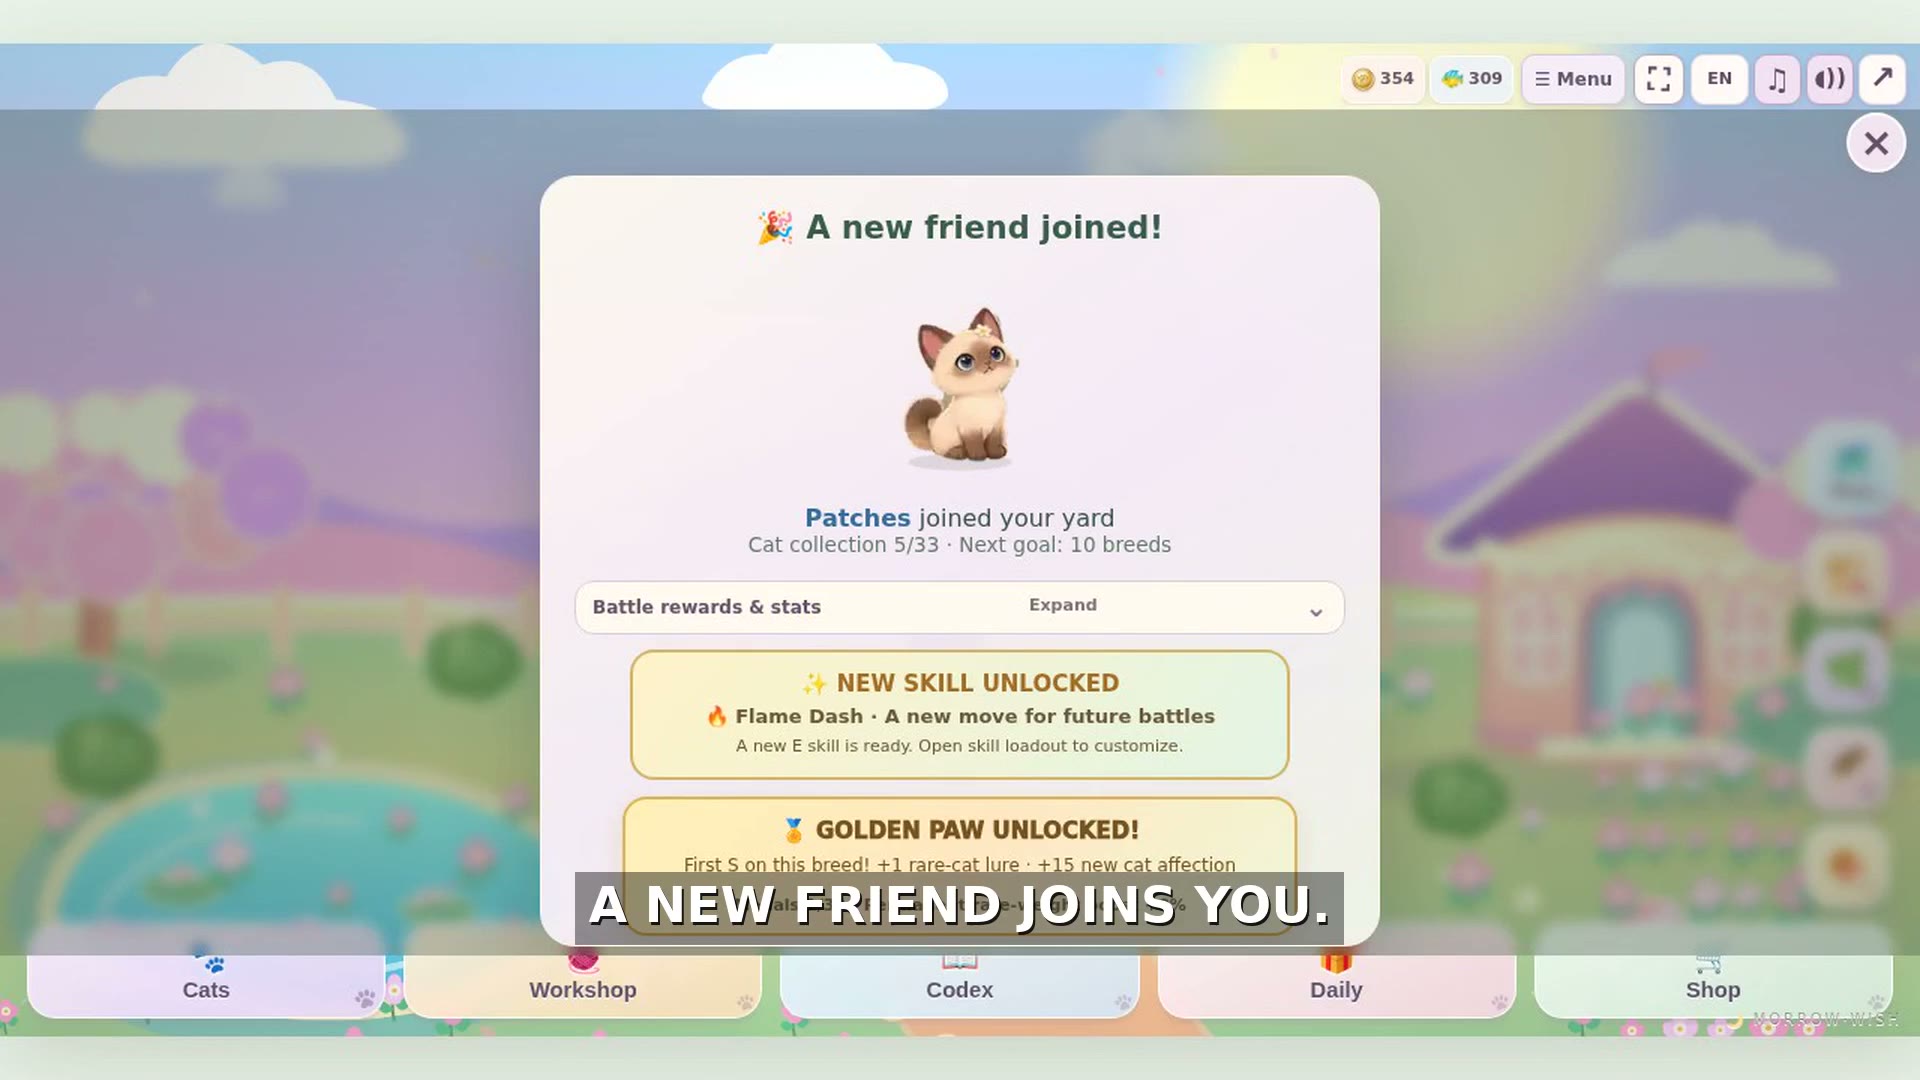 354
309
☰ Menu
EN
🎉 A new friend joined!
Patches joined your yard
Cat collection 5/33 · Next goal: 10 breeds
Battle rewards & stats
Expand
✨ NEW SKILL UNLOCKED
🔥 Flame Dash · A new move for future battles
A new E skill is ready. Open skill loadout to customize.
🏅 GOLDEN PAW UNLOCKED!
First S on this breed! +1 rare-cat lure · +15 new cat affection
A NEW FRIEND JOINS YOU.
Cats
Workshop
Codex
Daily
Shop
MORROW-WISH